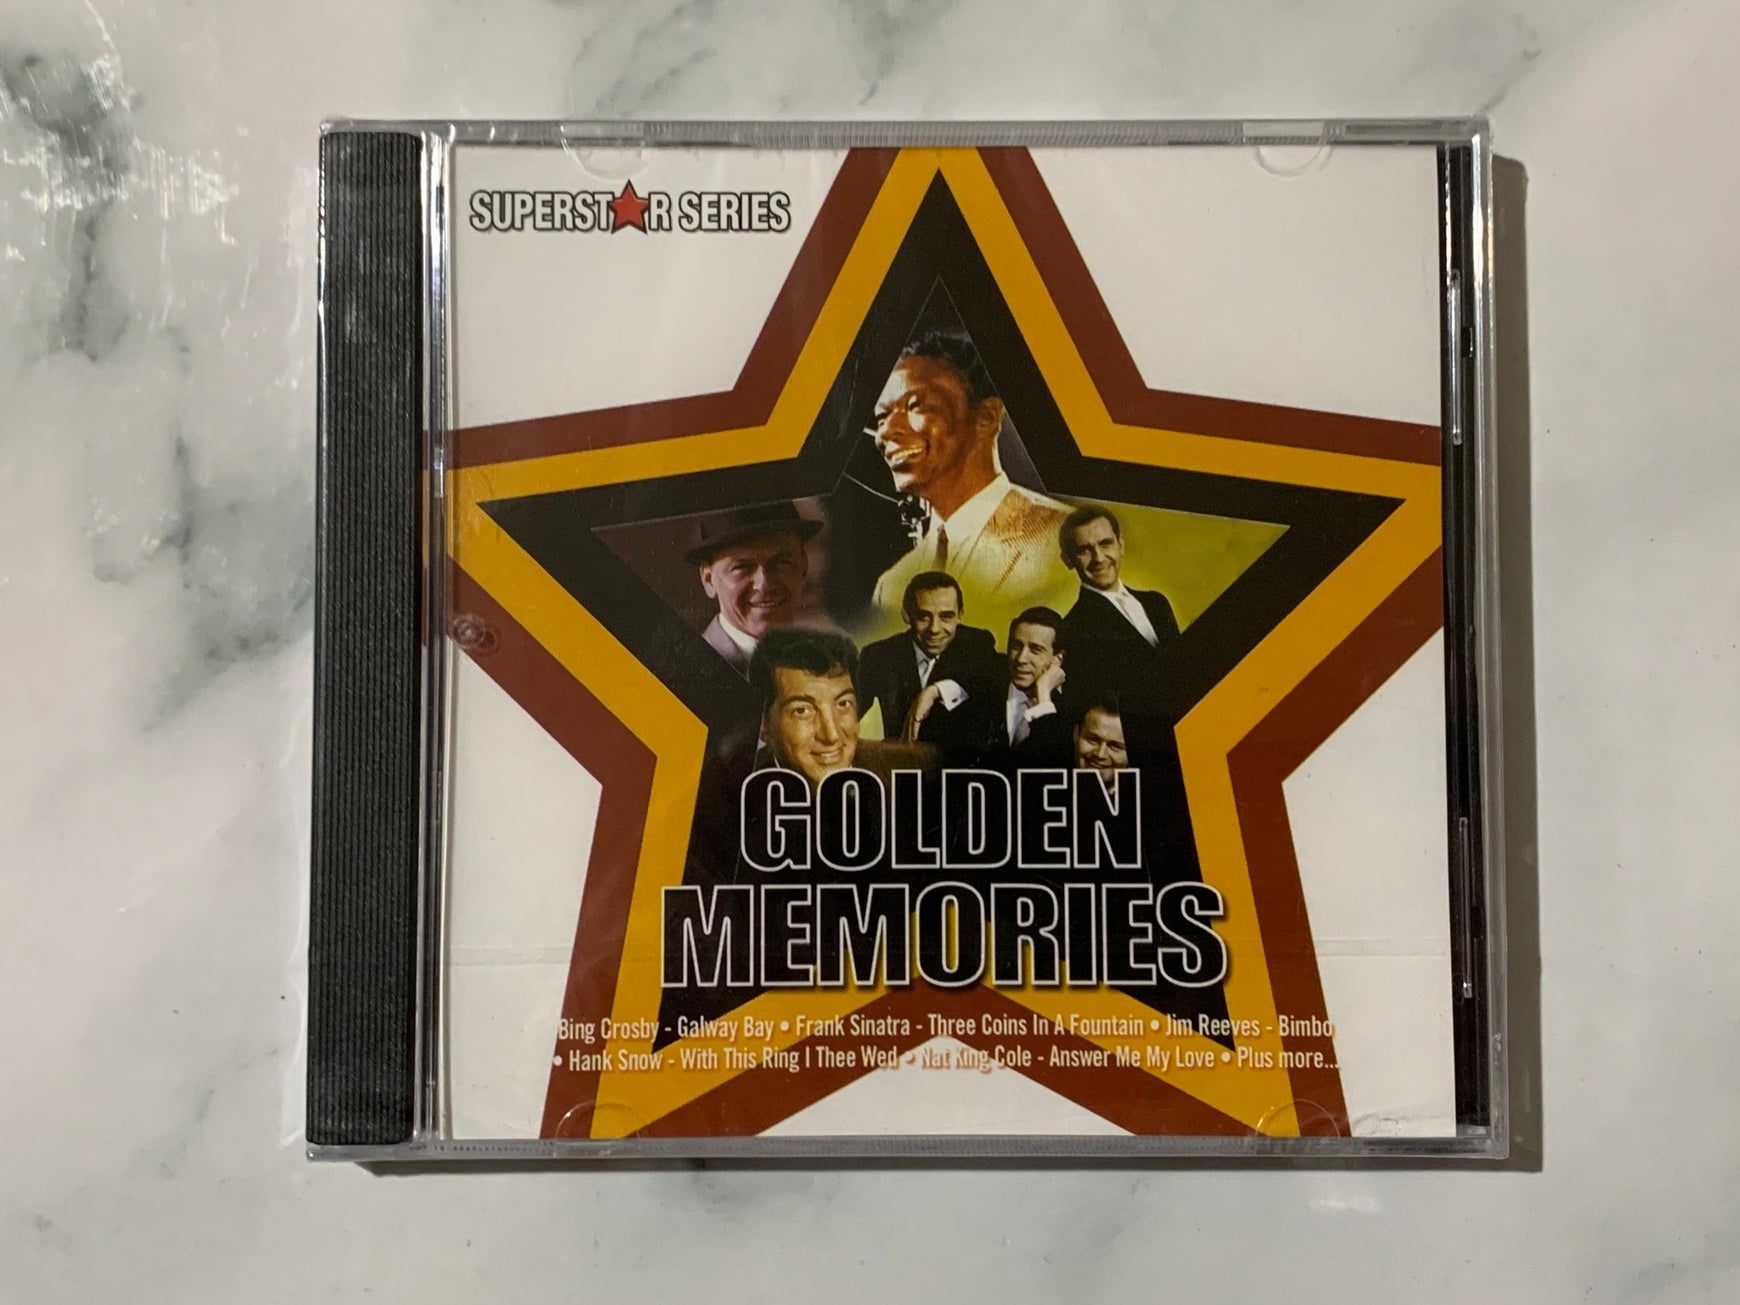 SUPERSTAR SERIES
GOLDEN
MEMORIES
Bing Crosby - Galway Bay • Frank Sinatra - Three Coins In A Fountain • Jim Reeves - Bimbo
• Hank Snow - With This Ring I Thee Wed • Nat King Cole - Answer Me My Love • Plus more...